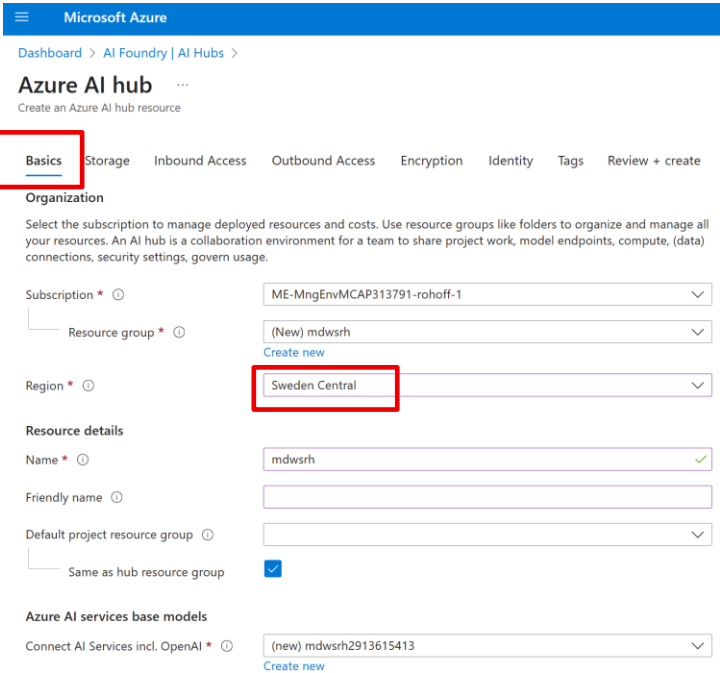 Microsoft Azure
Dashboard > AI Foundry | AI Hubs >
Azure AI hub ...
Create an Azure AI hub resource
Basics Storage Inbound Access Outbound Access Encryption Identity Tags Review + create
Organization
Select the subscription to manage deployed resources and costs. Use resource groups like folders to organize and manage all
your resources. An AI hub is a collaboration environment for a team to share project work, model endpoints, compute, (data)
connections, security settings, govern usage.
Subscription * ME-MngEnvMCAP313791-rohoff-1
Resource group * (New) mdwsrh
Create new
Region * Sweden Central
Resource details
Name * mdwsrh
Friendly name
Default project resource group
Same as hub resource group
Azure AI services base models
Connect AI Services incl. OpenAI * (new) mdwsrh2913615413
Create new